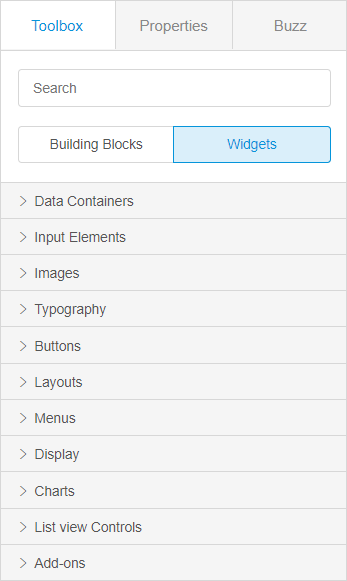 Toolbox Properties Buzz
Search
Building Blocks Widgets
Data Containers
Input Elements
Images
Typography
Buttons
Layouts
Menus
Display
Charts
List view Controls
Add-ons